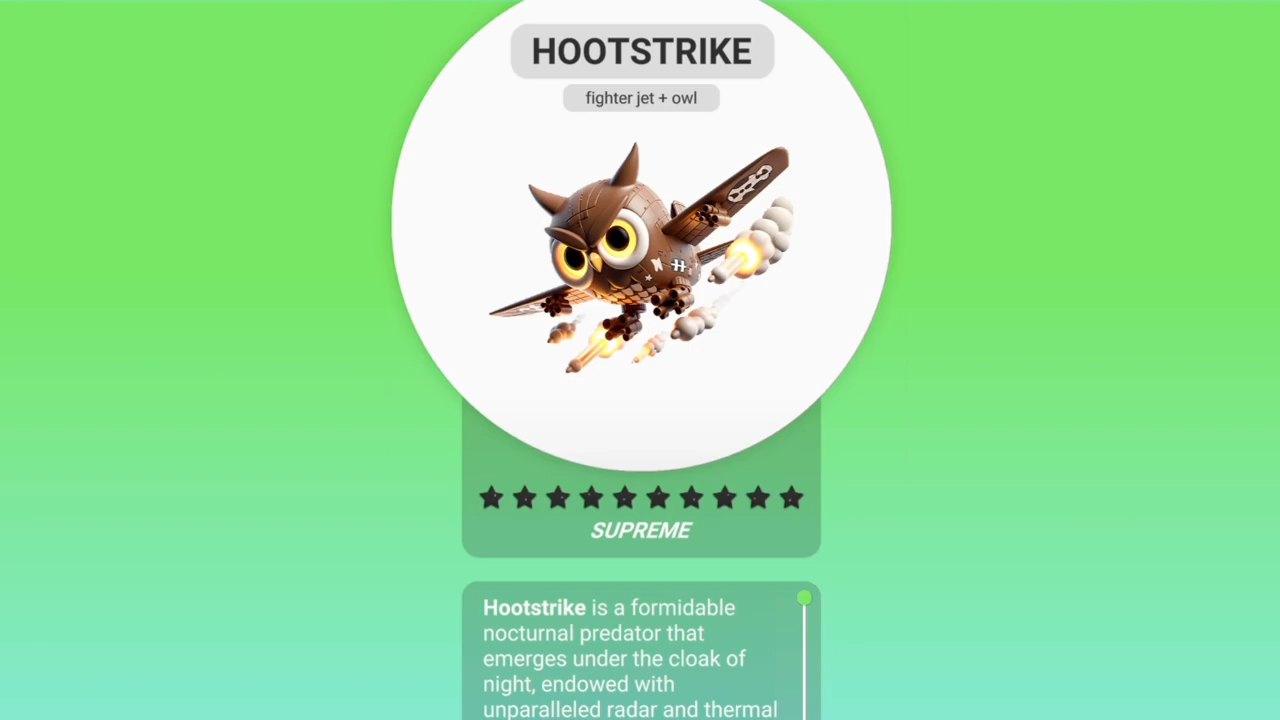 HOOTSTRIKE
fighter jet + owl
SUPREME
Hootstrike is a formidable
nocturnal predator that
emerges under the cloak of
night, endowed with
unparalleled radar and thermal